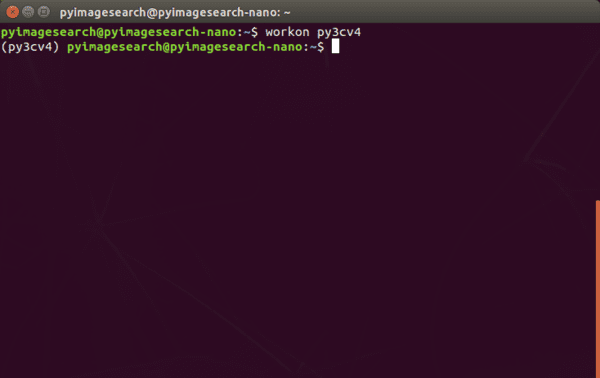 pyimagesearch@pyimagesearch-nano: ~
pyimagesearch@pyimagesearch-nano:~$ workon py3cv4
(py3cv4) pyimagesearch@pyimagesearch-nano:~$